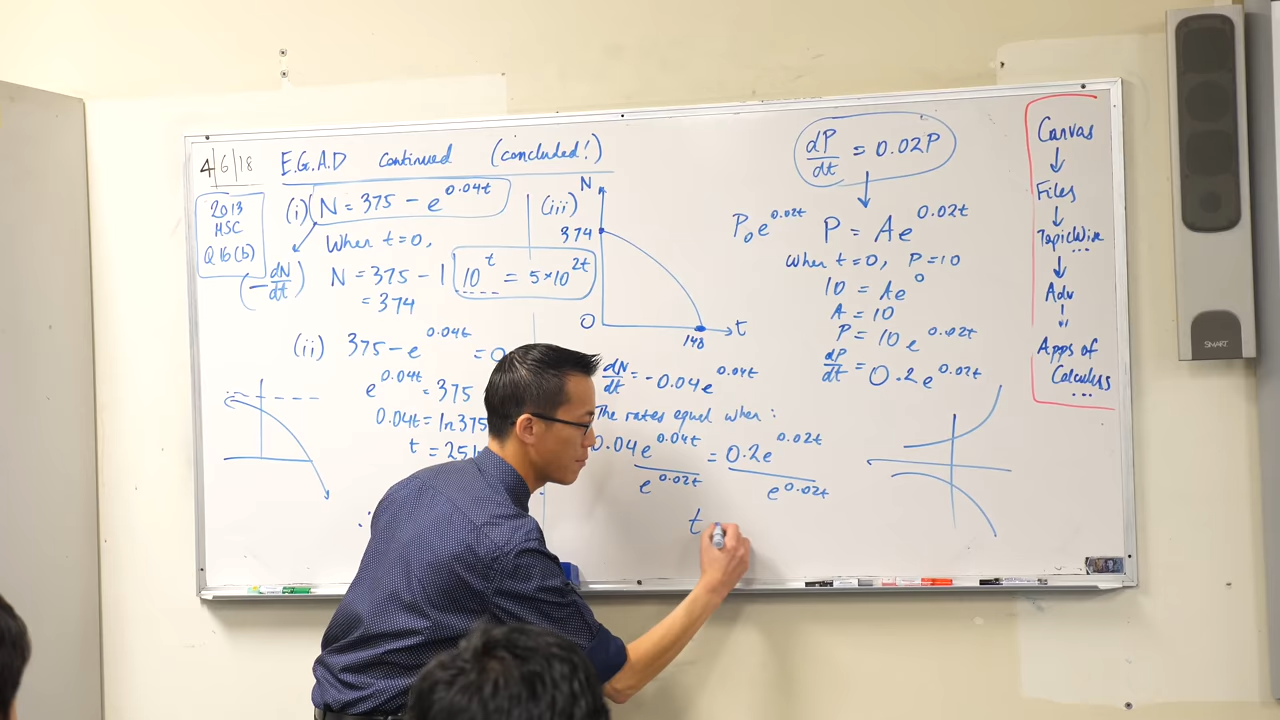 4/6/18 E.G.A.D Continued (concluded!)
2013
HSC
Q16(b)
(i) N = 375 - e^0.04t
When t=0,
(-dN/dt)
N = 375 - 1
= 374
10^t = 5×10^2t
(ii) 375 - e^0.04t = 0
e^0.04t = 375
0.04t = ln375
t =
(iii)
N
374
O
148
t
dN/dt = -0.04e^0.04t
The rates equal when:
0.04e^0.04t / e^0.02t = 0.2e^0.02t / e^0.02t
t
dP/dt = 0.02P
P₀e^0.02t
P = Ae^0.02t
When t=0, P=10
10 = Ae^0
A = 10
P = 10e^0.02t
dP/dt = 0.2e^0.02t
Canvas
Files
TopicWise
...
Adv
Apps of
Calculus
...
SMART